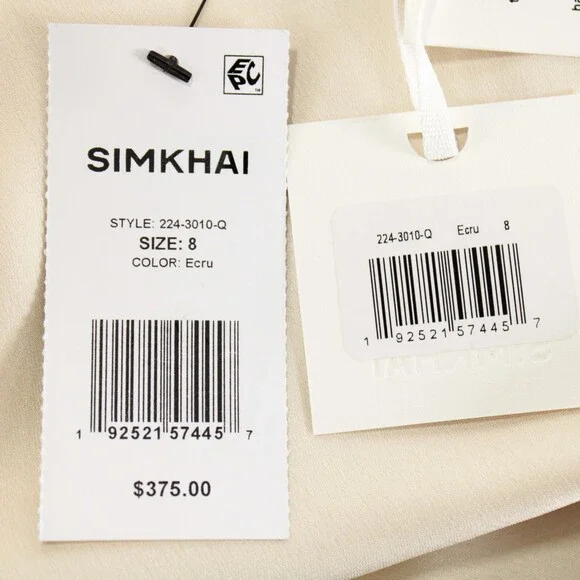 EPC
™
SIMKHAI
STYLE: 224-3010-Q
SIZE: 8
COLOR: Ecru
1 92521 57445 7
$375.00
224-3010-Q Ecru 8
1 92521 57445 7